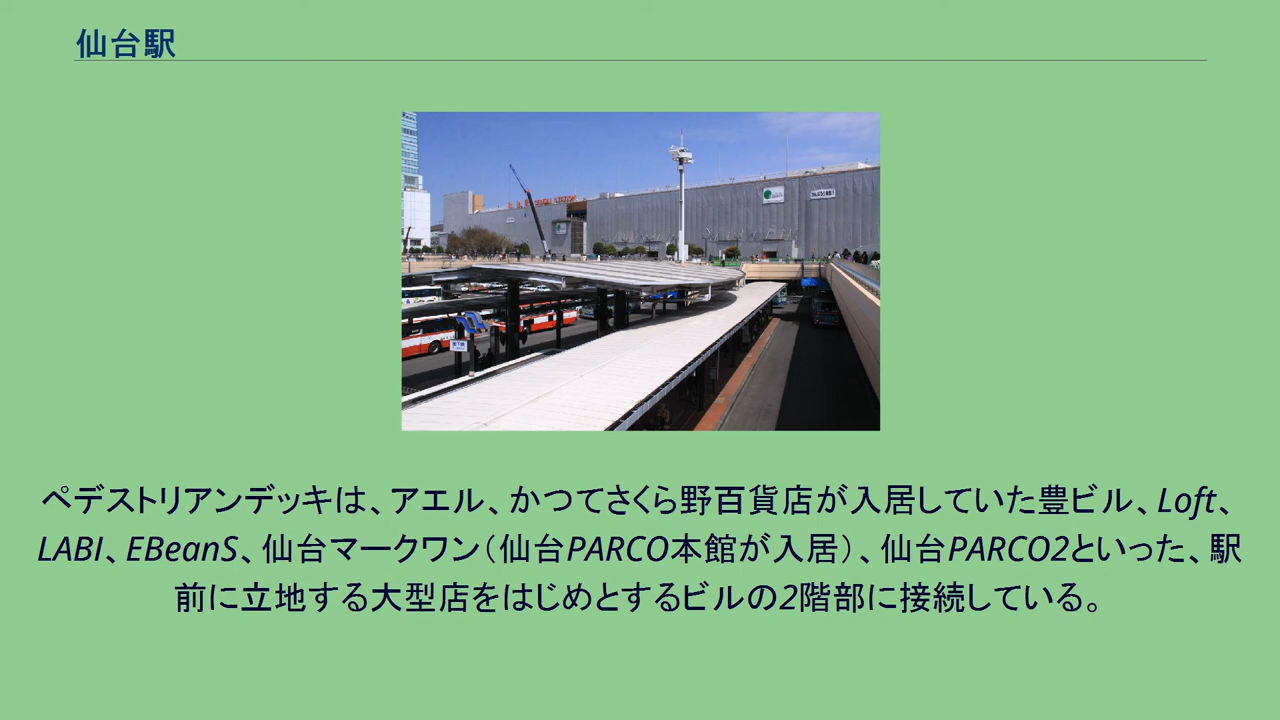 仙台駅
ペデストリアンデッキは、アエル、かつてさくら野百貨店が入居していた豊ビル、Loft、
LABI、EBeanS、仙台マークワン（仙台PARCO本館が入居）、仙台PARCO2といった、駅
前に立地する大型店をはじめとするビルの2階部に接続している。